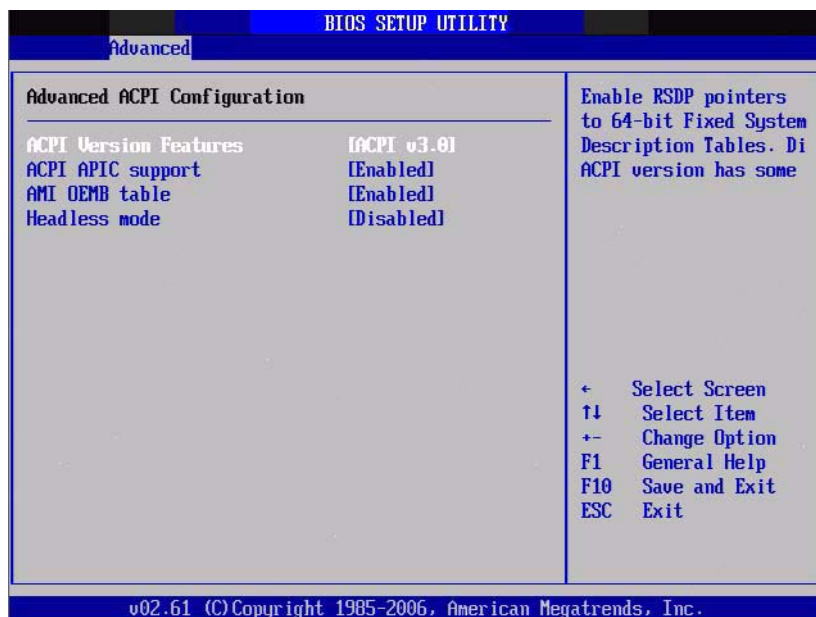 BIOS SETUP UTILITY
Advanced
Advanced ACPI Configuration
ACPI Version Features [ACPI v3.0]
ACPI APIC support [Enabled]
AMI OEMB table [Enabled]
Headless mode [Disabled]
Enable RSDP pointers
to 64-bit Fixed System
Description Tables. Di
ACPI version has some
← Select Screen
↑↓ Select Item
+- Change Option
F1 General Help
F10 Save and Exit
ESC Exit
v02.61 (C)Copyright 1985-2006, American Megatrends, Inc.